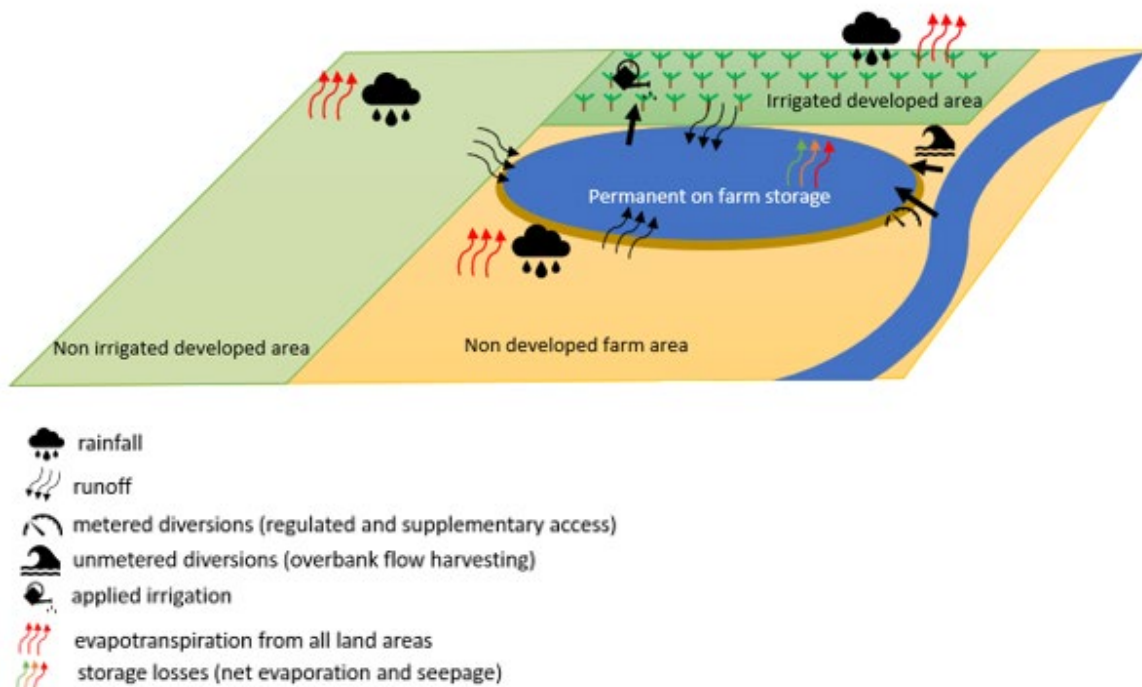 Irrigated developed area
Permanent on farm storage
Non irrigated developed area
Non developed farm area
rainfall
runoff
metered diversions (regulated and supplementary access)
unmetered diversions (overbank flow harvesting)
applied irrigation
evapotranspiration from all land areas
storage losses (net evaporation and seepage)